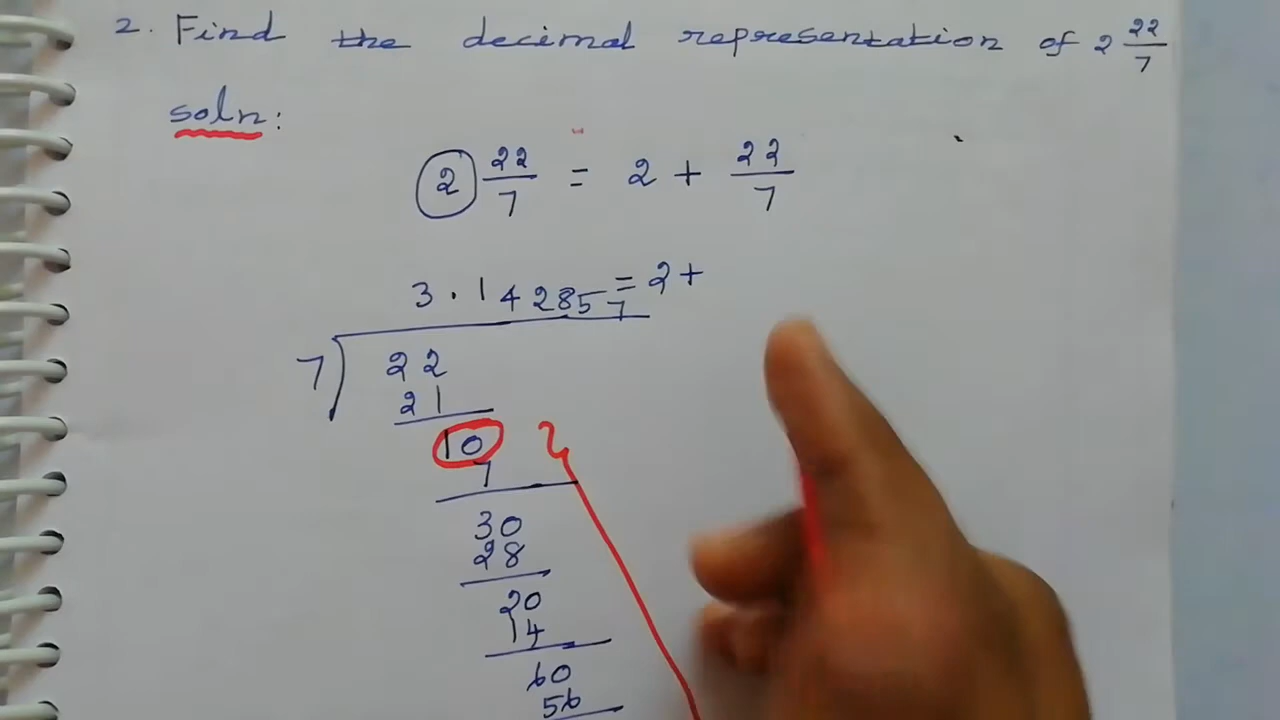 2. Find the decimal representation of 2 22/7
soln:
2 22/7 = 2 + 22/7
= 2 +
3.142857
7 22
21
10
7
30
28
20
14
60
56